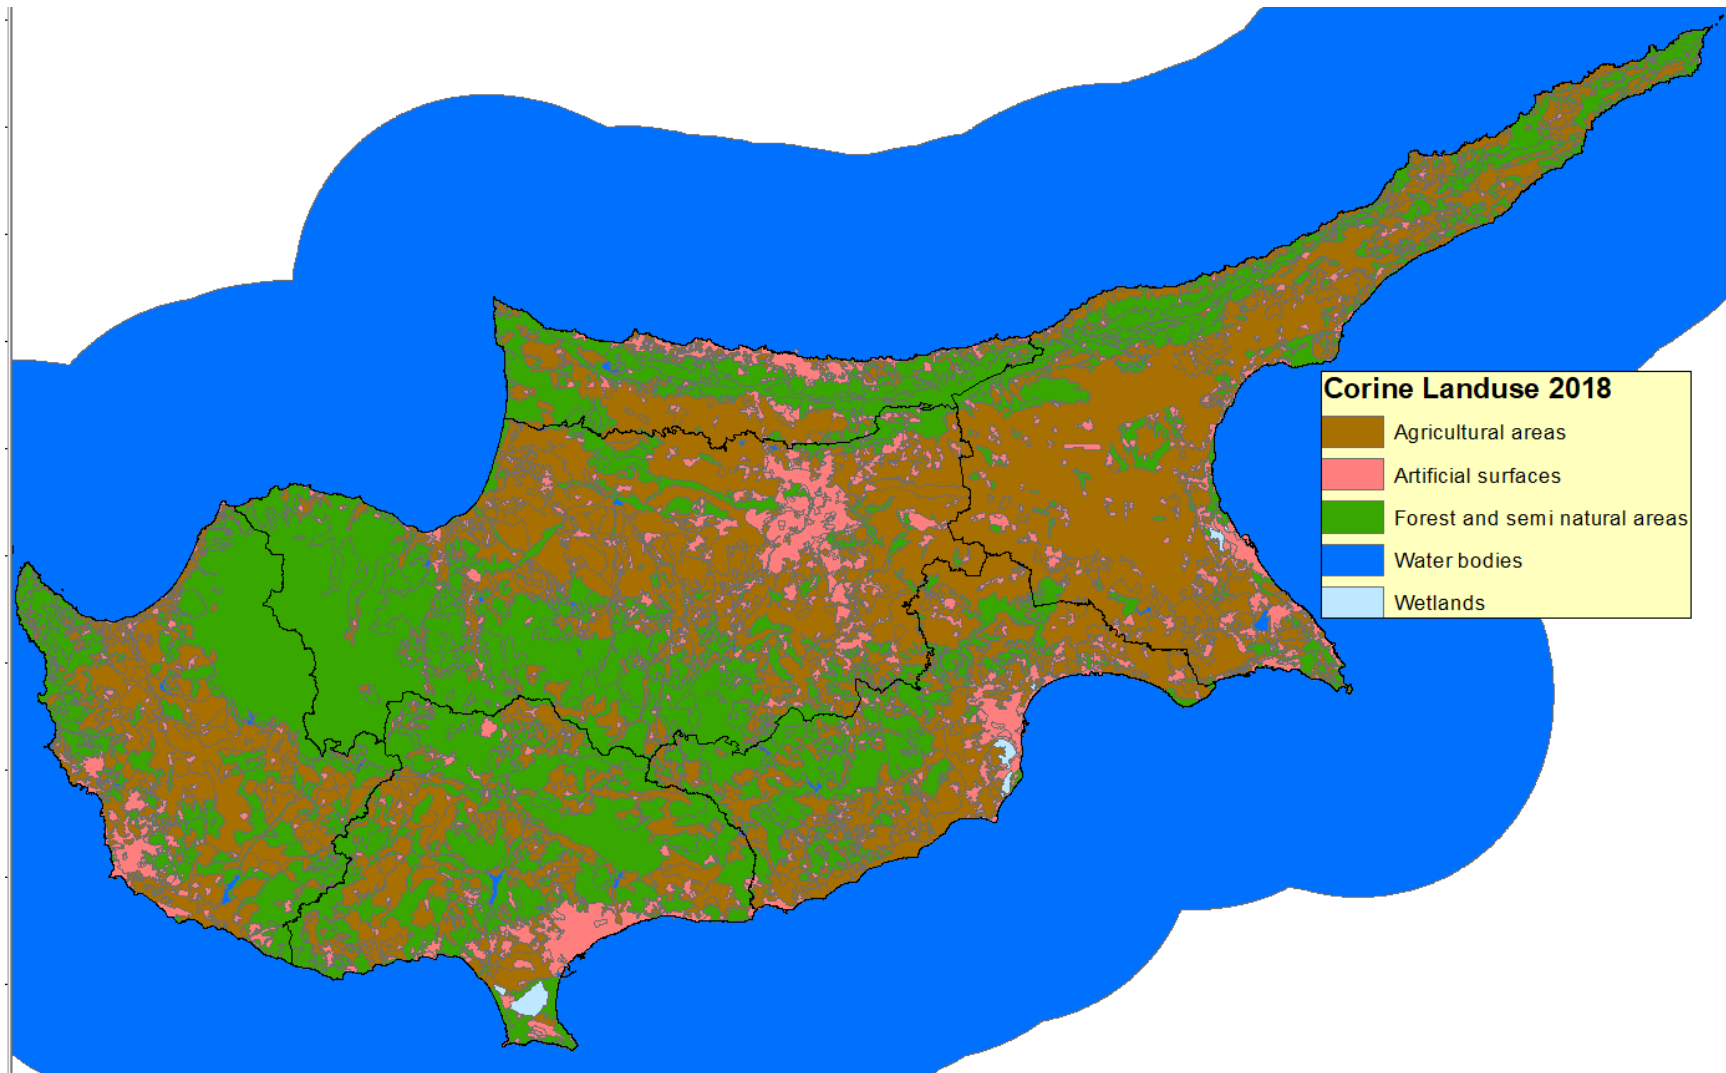 Corine Landuse 2018
Agricultural areas
Artificial surfaces
Forest and semi natural areas
Water bodies
Wetlands